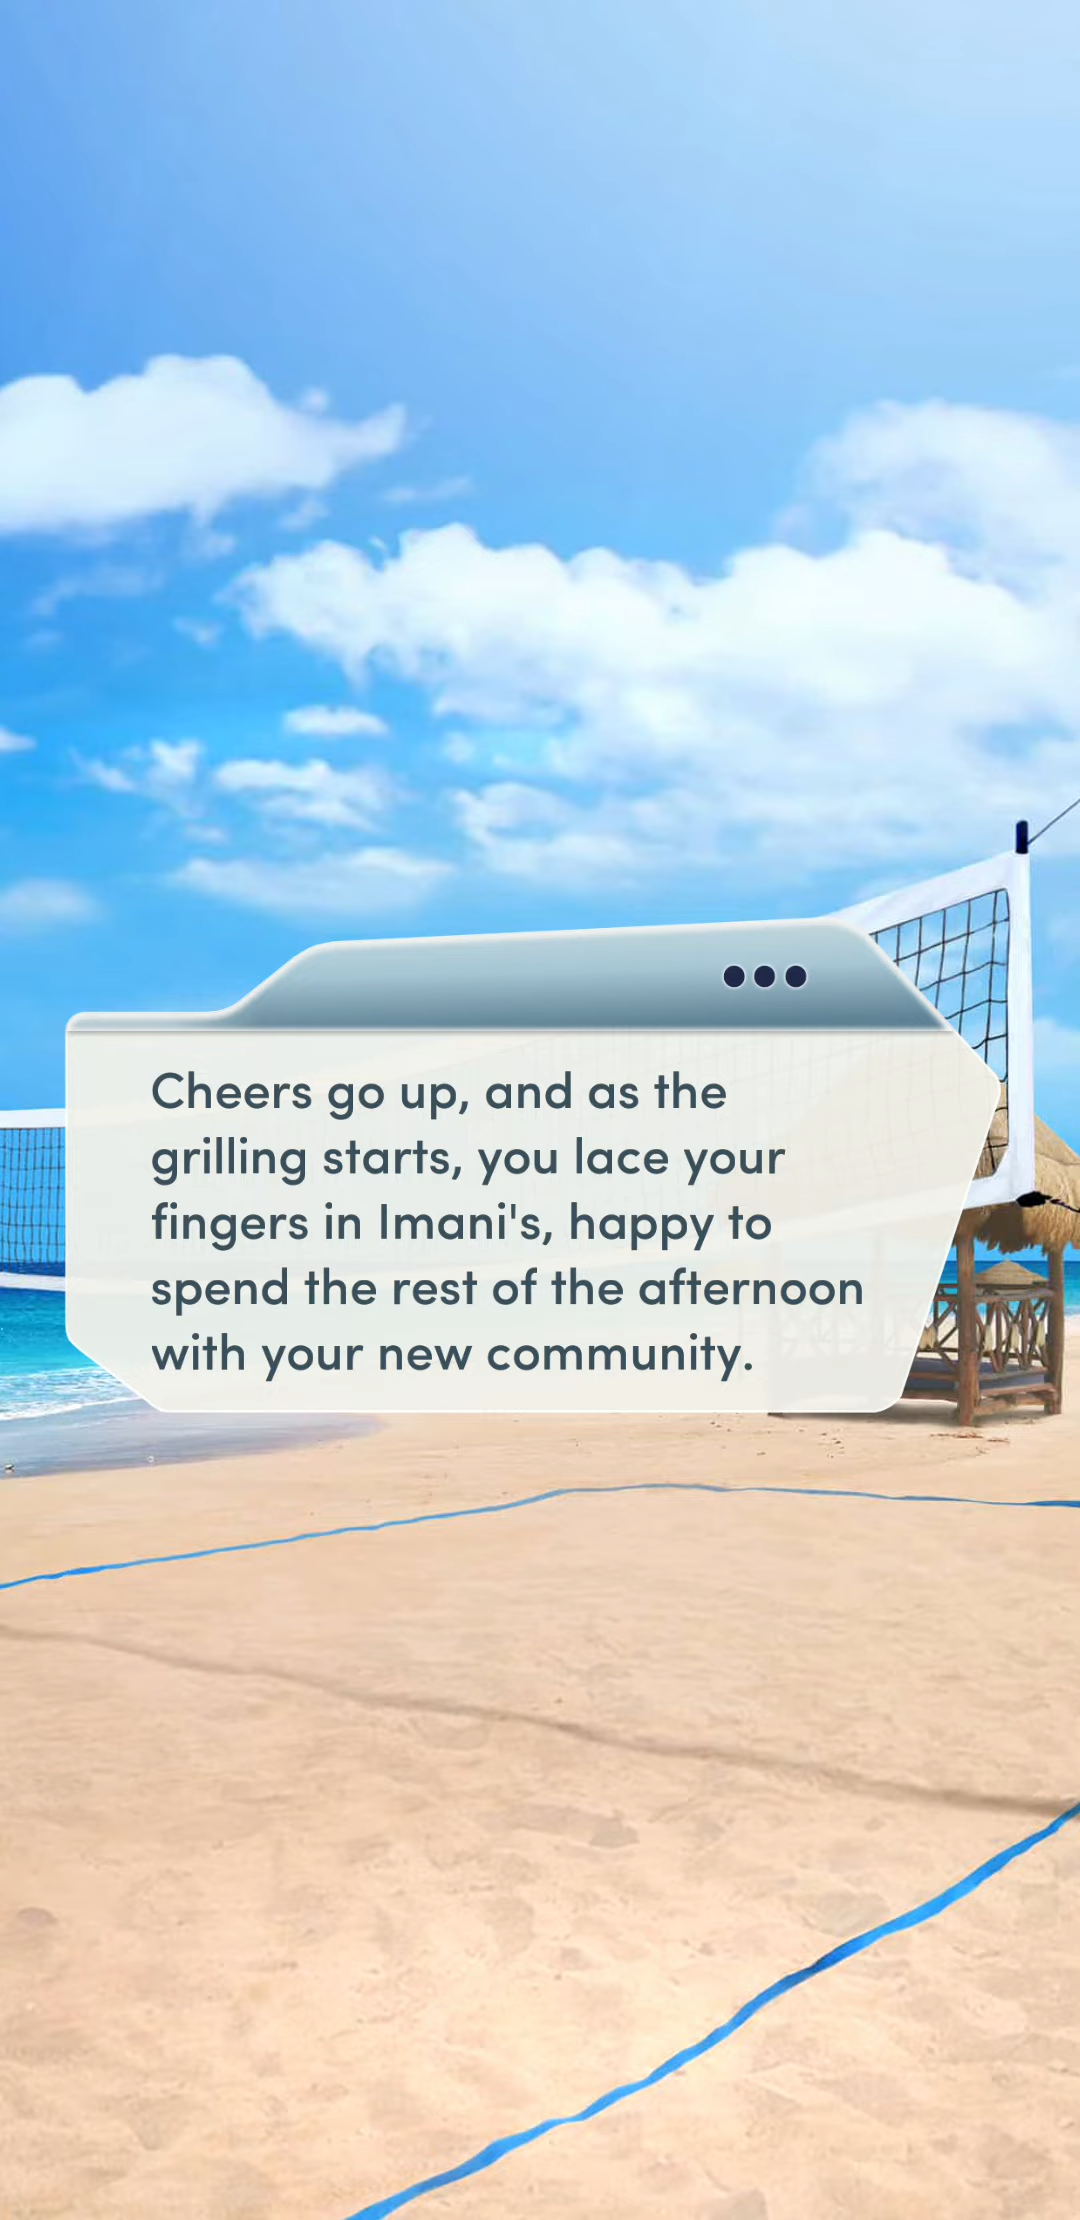 Cheers go up, and as the
grilling starts, you lace your
fingers in Imani's, happy to
spend the rest of the afternoon
with your new community.